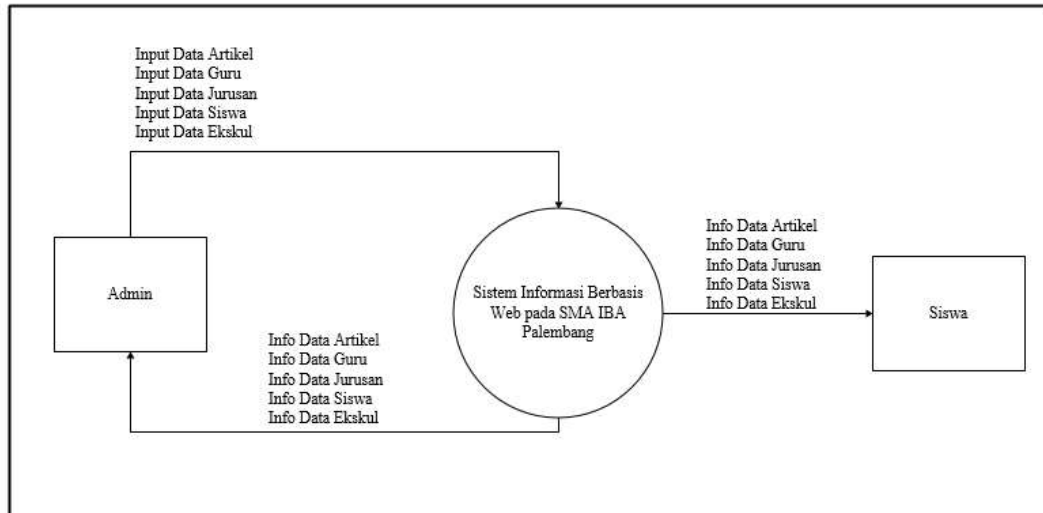 Input Data Artikel
Input Data Guru
Input Data Jurusan
Input Data Siswa
Input Data Ekskul
Admin
Sistem Informasi Berbasis
Web pada SMA IBA
Palembang
Info Data Artikel
Info Data Guru
Info Data Jurusan
Info Data Siswa
Info Data Ekskul
Siswa
Info Data Artikel
Info Data Guru
Info Data Jurusan
Info Data Siswa
Info Data Ekskul